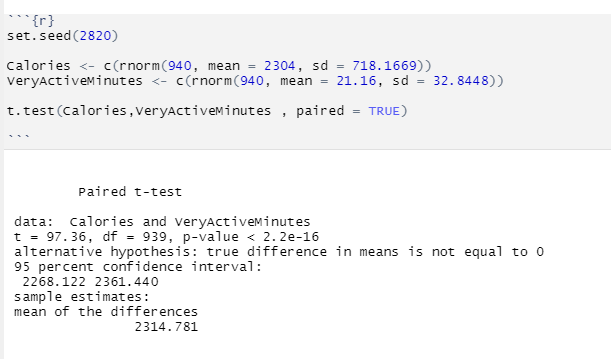 ```{r}
set.seed(2820)
Calories <- c(rnorm(940, mean = 2304, sd = 718.1669))
VeryActiveMinutes <- c(rnorm(940, mean = 21.16, sd = 32.8448))
t.test(Calories,VeryActiveMinutes , paired = TRUE)
```
Paired t-test
data:  Calories and VeryActiveMinutes
t = 97.36, df = 939, p-value < 2.2e-16
alternative hypothesis: true difference in means is not equal to 0
95 percent confidence interval:
2268.122 2361.440
sample estimates:
mean of the differences
2314.781